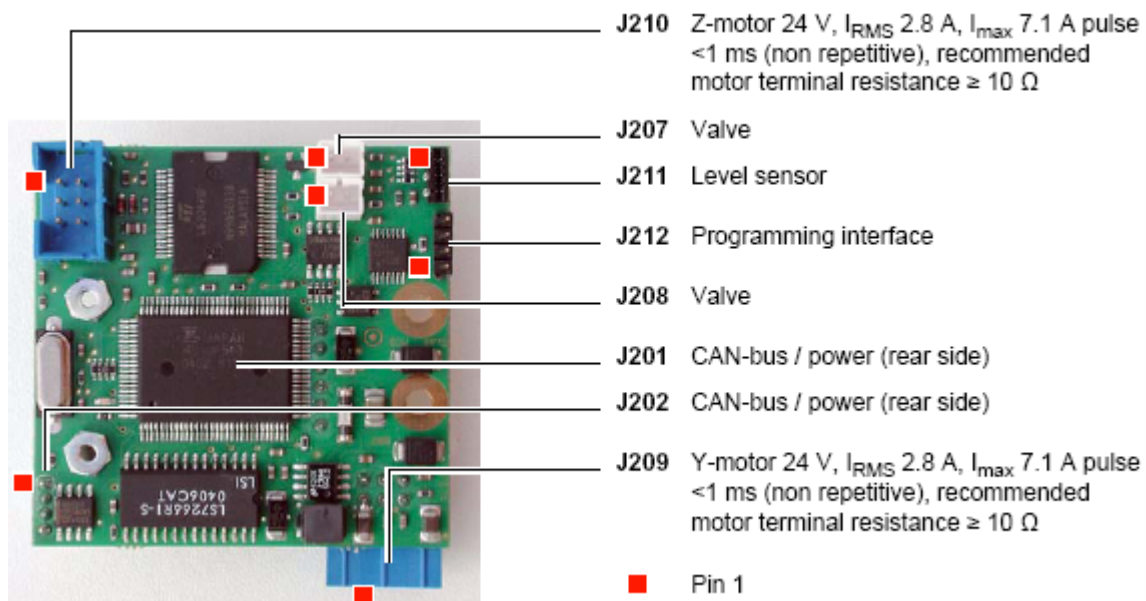 J210 Z-motor 24 V, IRMS 2.8 A, Imax 7.1 A pulse
<1 ms (non repetitive), recommended
motor terminal resistance ≥ 10 Ω
J207 Valve
J211 Level sensor
J212 Programming interface
J208 Valve
J201 CAN-bus / power (rear side)
J202 CAN-bus / power (rear side)
J209 Y-motor 24 V, IRMS 2.8 A, Imax 7.1 A pulse
<1 ms (non repetitive), recommended
motor terminal resistance ≥ 10 Ω
Pin 1
MALAYSIA
LSI
LS7266R1-S
0406CAT